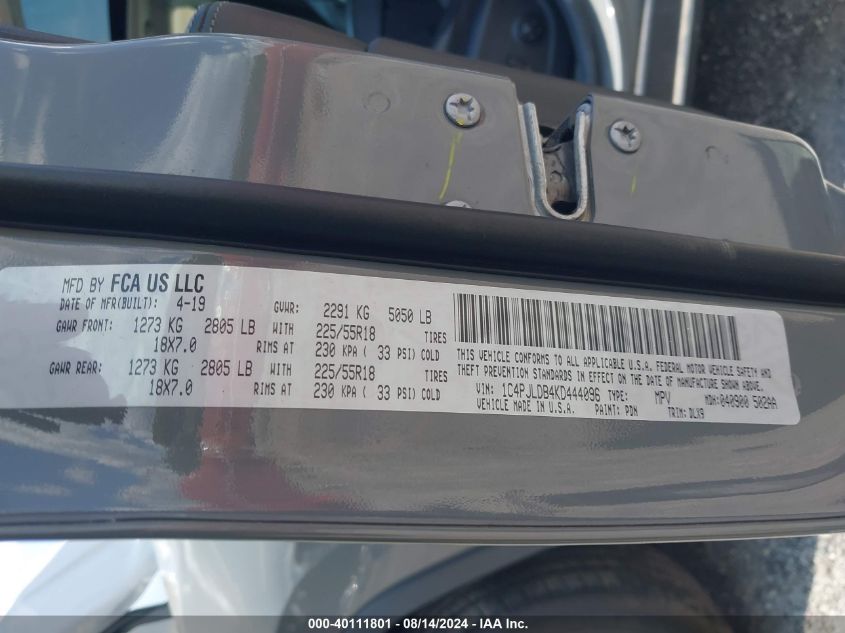 MFD BY FCA US LLC
DATE OF MFR(BUILT): 4-19 GVWR: 2291 KG 5050 LB
GAWR FRONT: 1273 KG 2805 LB WITH 225/55R18 TIRES
18X7.0 RIMS AT 230 KPA ( 33 PSI) COLD
GAWR REAR: 1273 KG 2805 LB WITH 225/55R18 TIRES
18X7.0 RIMS AT 230 KPA ( 33 PSI) COLD
THIS VEHICLE CONFORMS TO ALL APPLICABLE U.S.A. FEDERAL MOTOR VEHICLE SAFETY AND
THEFT PREVENTION STANDARDS IN EFFECT ON THE DATE OF MANUFACTURE SHOWN ABOVE.
VIN: 1C4PJLDB4KD444096 TYPE: MPV MDH:040900 502AA
VEHICLE MADE IN U.S.A. PAINT: PDN TRIM: DLX9
000-40111801 - 08/14/2024 - IAA Inc.